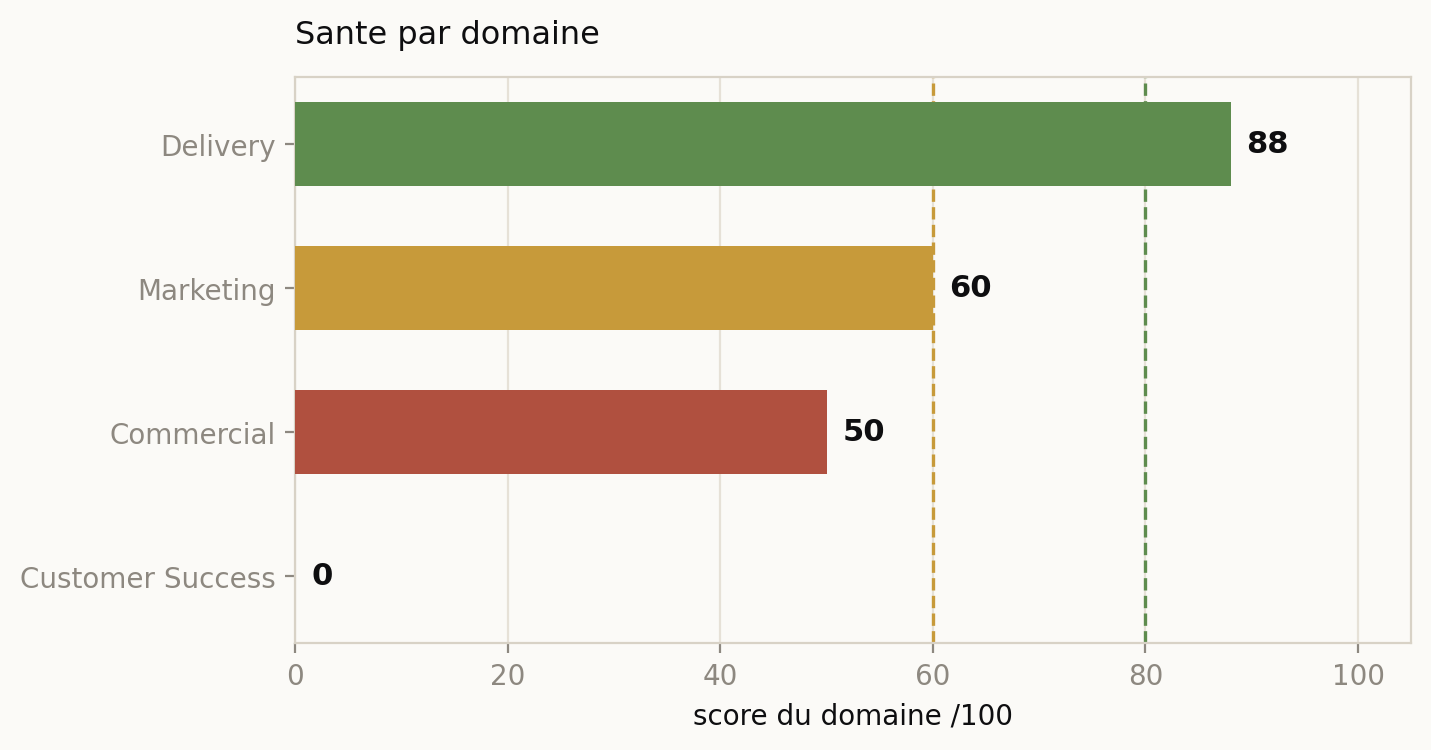 Sante par domaine
Delivery
88
Marketing
60
Commercial
50
Customer Success
0
0 20 40 60 80 100
score du domaine /100